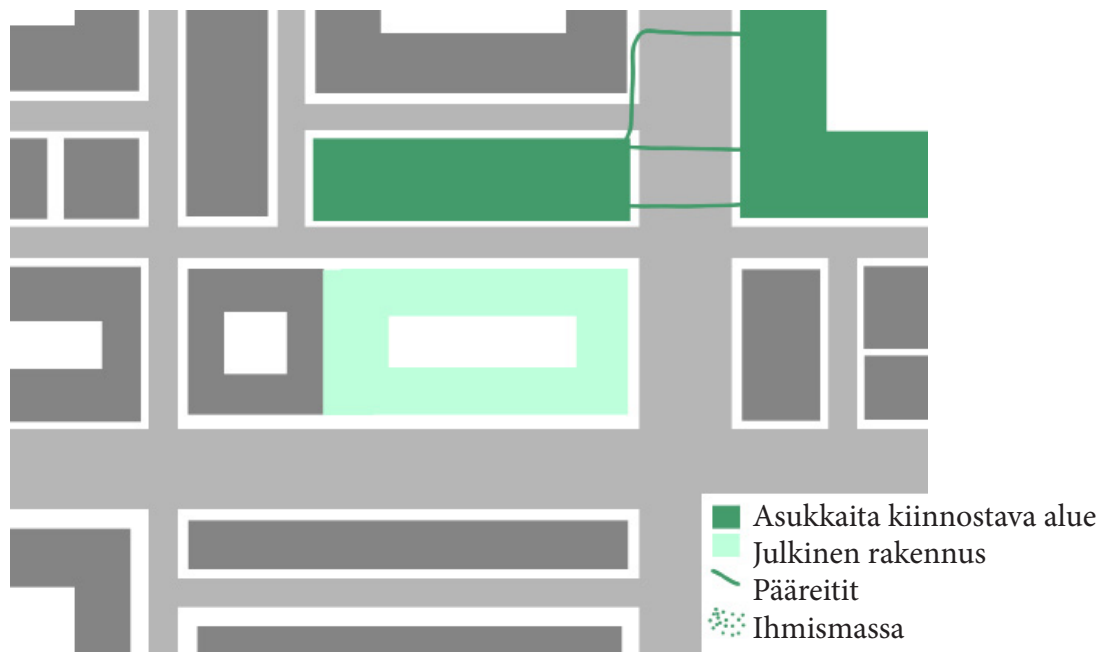 Asukkaita kiinnostava alue
Julkinen rakennus
Pääreitit
Ihmismassa